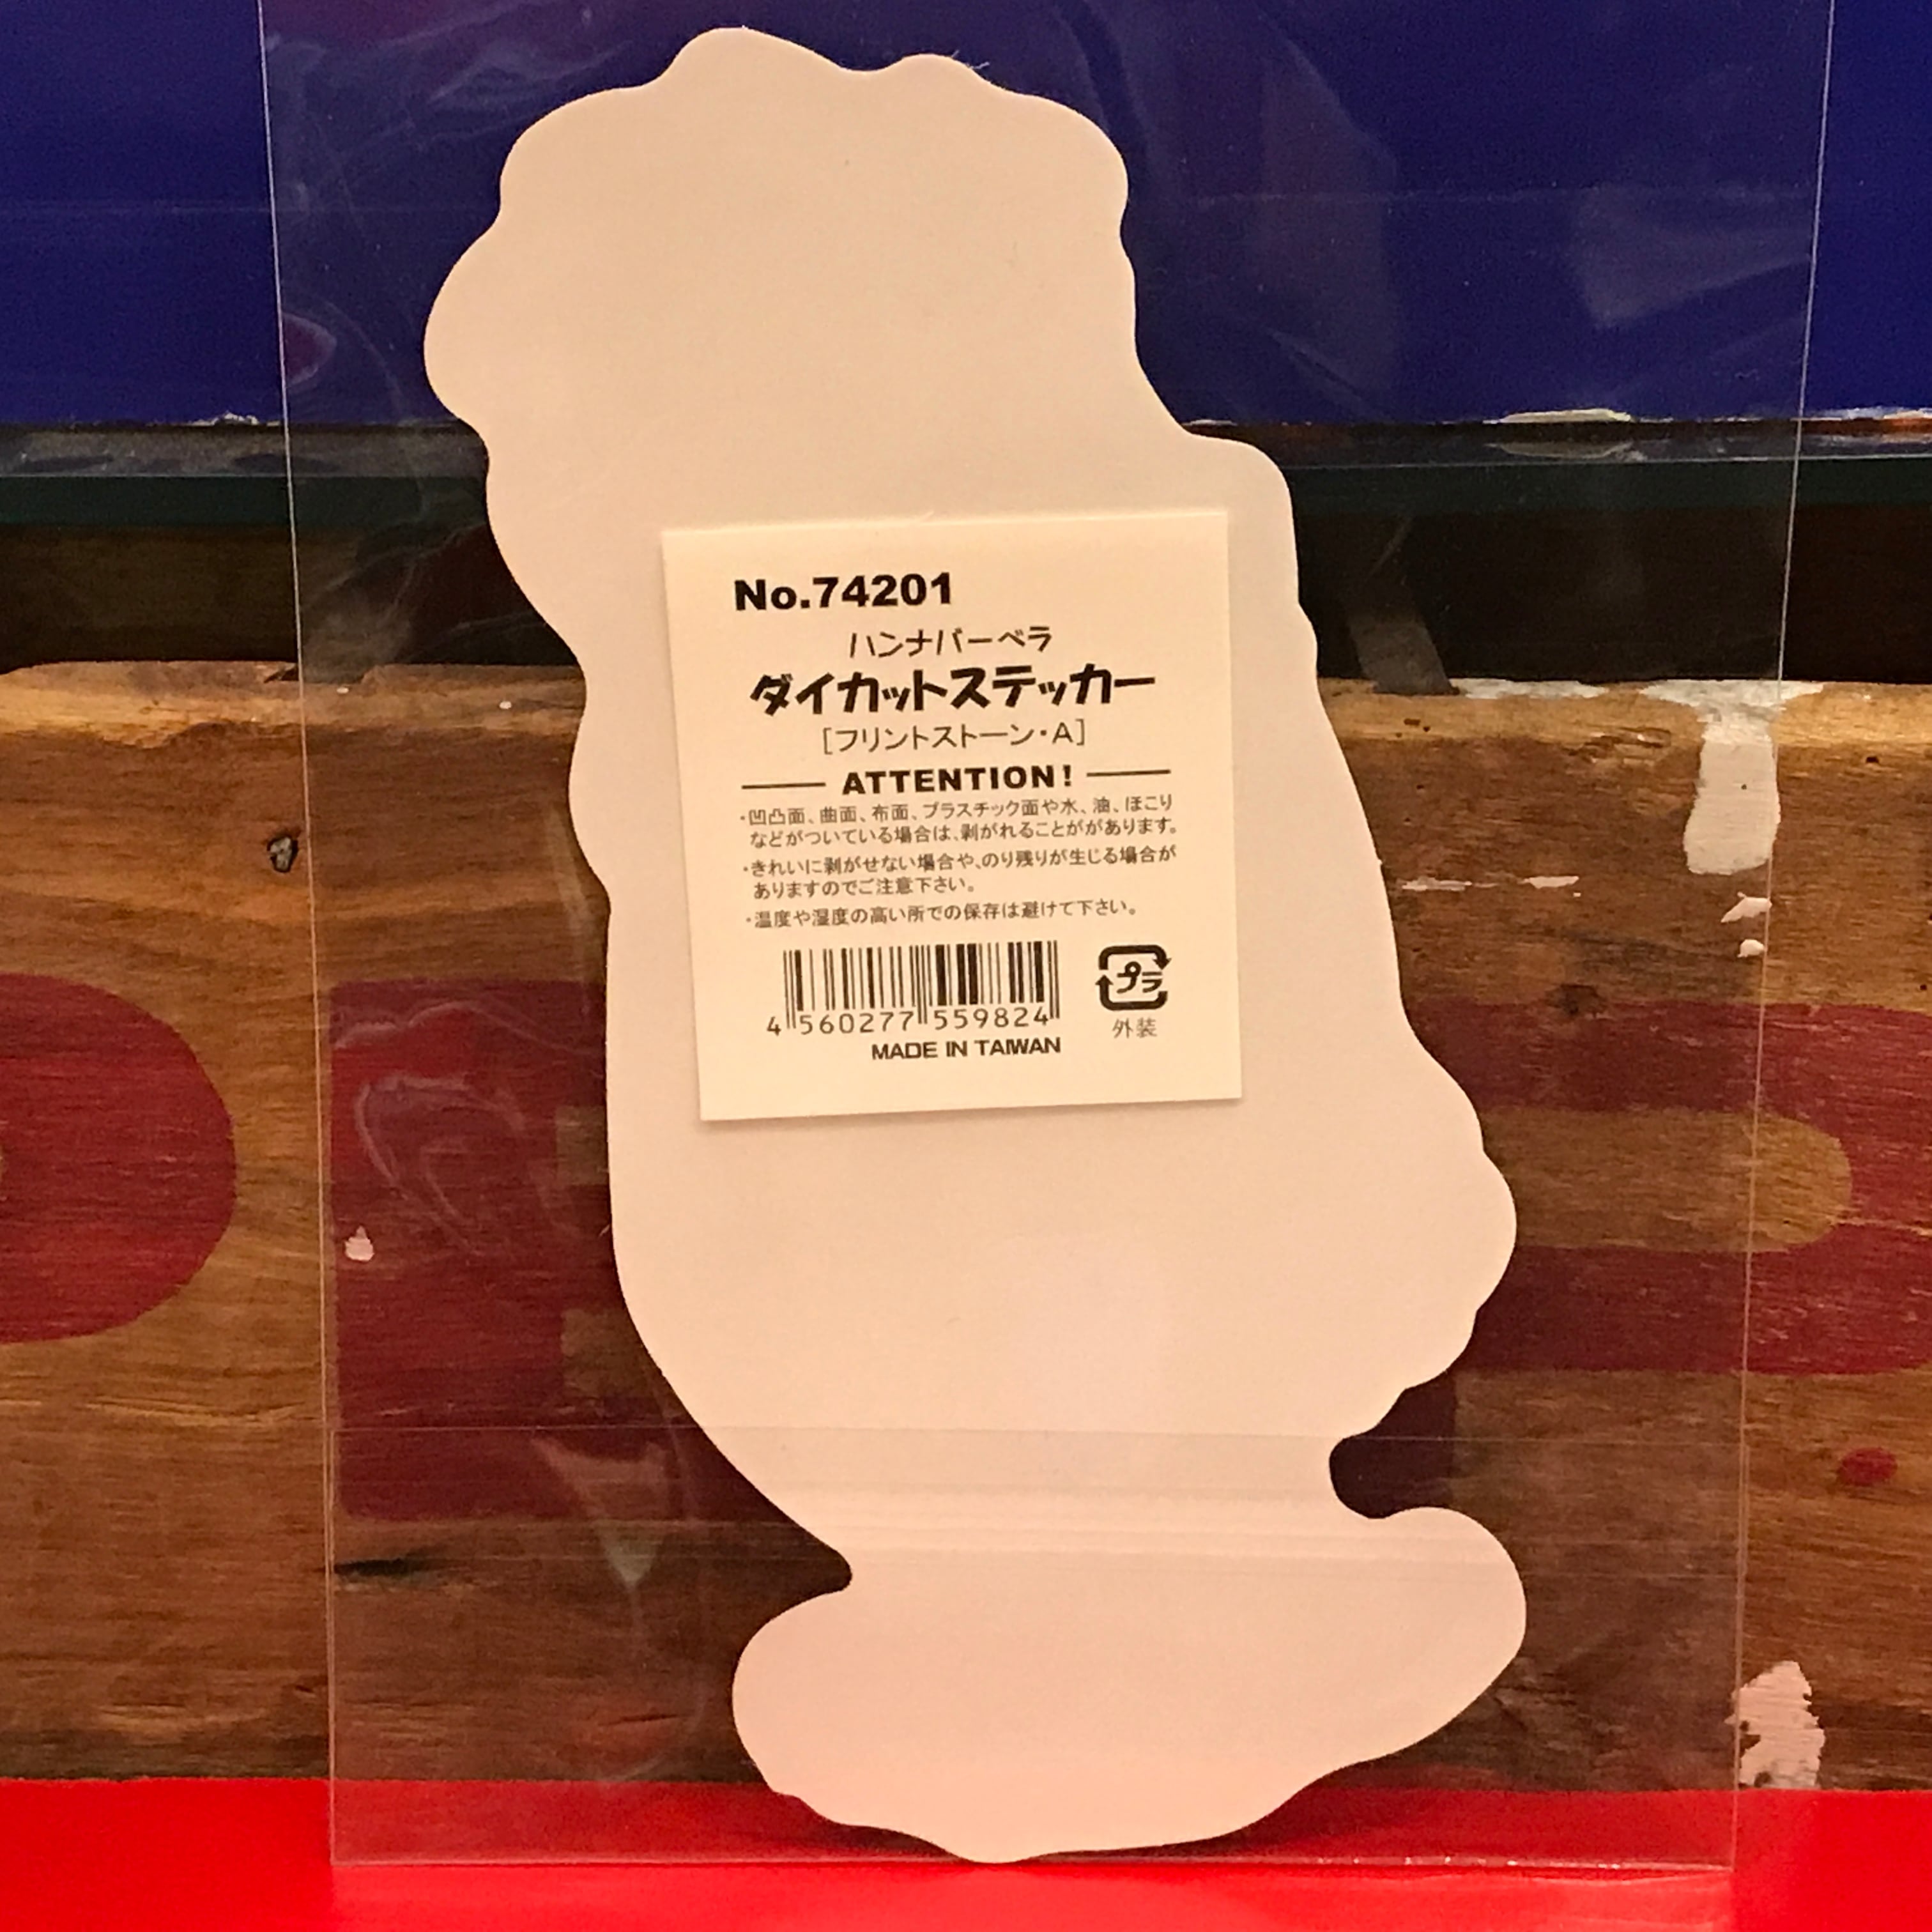 No.74201
ハンナバーベラ
ダイカットステッカー
［フリントストーン・A］
ATTENTION!
・凹凸面、曲面、布面、プラスチック面や水、油、ほこり
などがついている場合は、剥がれることががあります。
・きれいに剥がせない場合や、のり残りが生じる場合が
ありますのでご注意下さい。
・温度や湿度の高い所での保存は避けて下さい。
4 560277 559824
プラ
外装
MADE IN TAIWAN